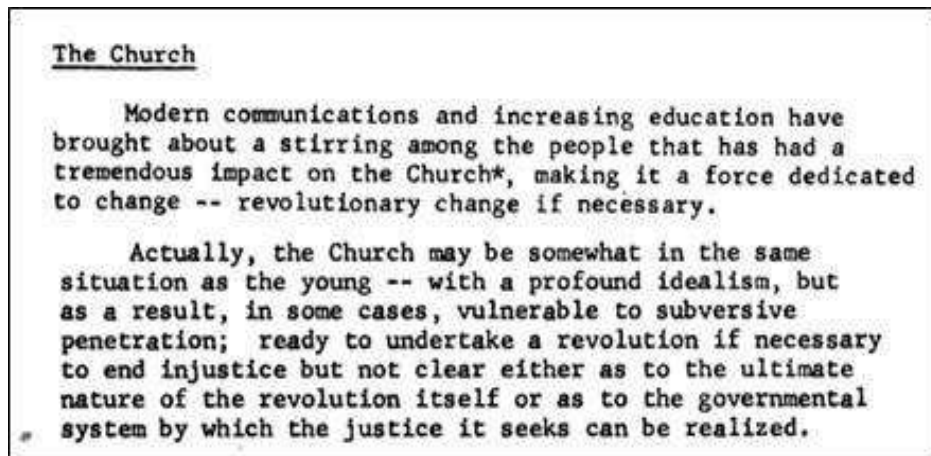 The Church
Modern communications and increasing education have
brought about a stirring among the people that has had a
tremendous impact on the Church*, making it a force dedicated
to change -- revolutionary change if necessary.
Actually, the Church may be somewhat in the same
situation as the young -- with a profound idealism, but
as a result, in some cases, vulnerable to subversive
penetration; ready to undertake a revolution if necessary
to end injustice but not clear either as to the ultimate
nature of the revolution itself or as to the governmental
system by which the justice it seeks can be realized.